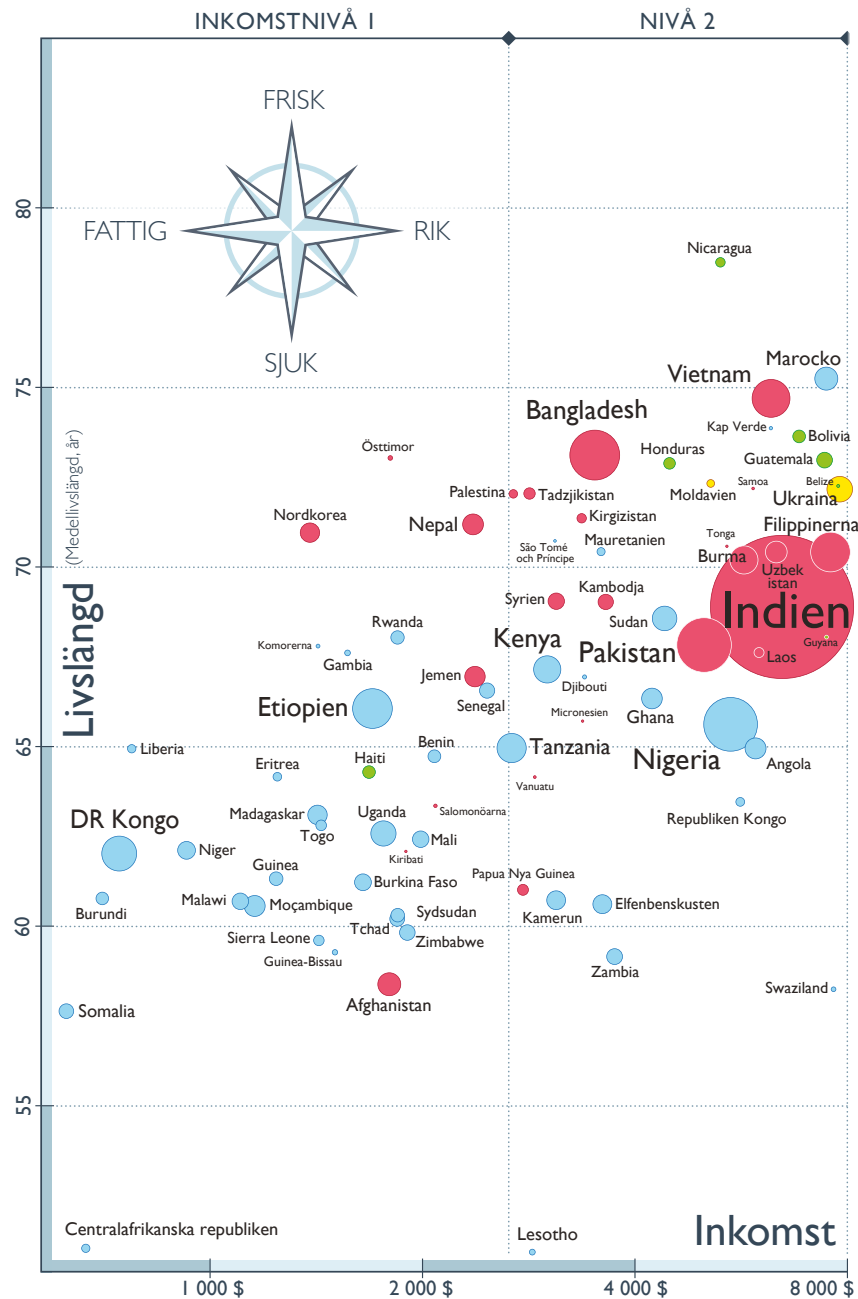 INKOMSTNIVÅ 1
NIVÅ 2
FRISK
FATTIG
RIK
SJUK
80
75
70
65
60
55
Livslängd
(Medellivslängd, år)
Nicaragua
Marocko
Vietnam
Bangladesh
Kap Verde
Bolivia
Honduras
Östtimor
Guatemala
Samoa
Belize
Palestina
Tadzjikistan
Moldavien
Ukraina
Nordkorea
Nepal
Kirgizistan
Filippinerna
Tonga
São Tomé
och Príncipe
Mauretanien
Burma
Uzbek
istan
Syrien
Kambodja
Indien
Rwanda
Sudan
Komorerna
Gambia
Kenya
Pakistan
Guyana
Laos
Jemen
Djibouti
Senegal
Etiopien
Micronesien
Ghana
Liberia
Benin
Tanzania
Nigeria
Angola
Eritrea
Haiti
Vanuatu
DR Kongo
Madagaskar
Togo
Uganda
Salomonöarna
Republiken Kongo
Niger
Mali
Kiribati
Guinea
Burkina Faso
Papua Nya Guinea
Burundi
Malawi
Moçambique
Sydsudan
Kamerun
Elfenbenskusten
Tchad
Sierra Leone
Zimbabwe
Guinea-Bissau
Zambia
Afghanistan
Swaziland
Somalia
Centralafrikanska republiken
Lesotho
Inkomst
1 000 $
2 000 $
4 000 $
8 000 $